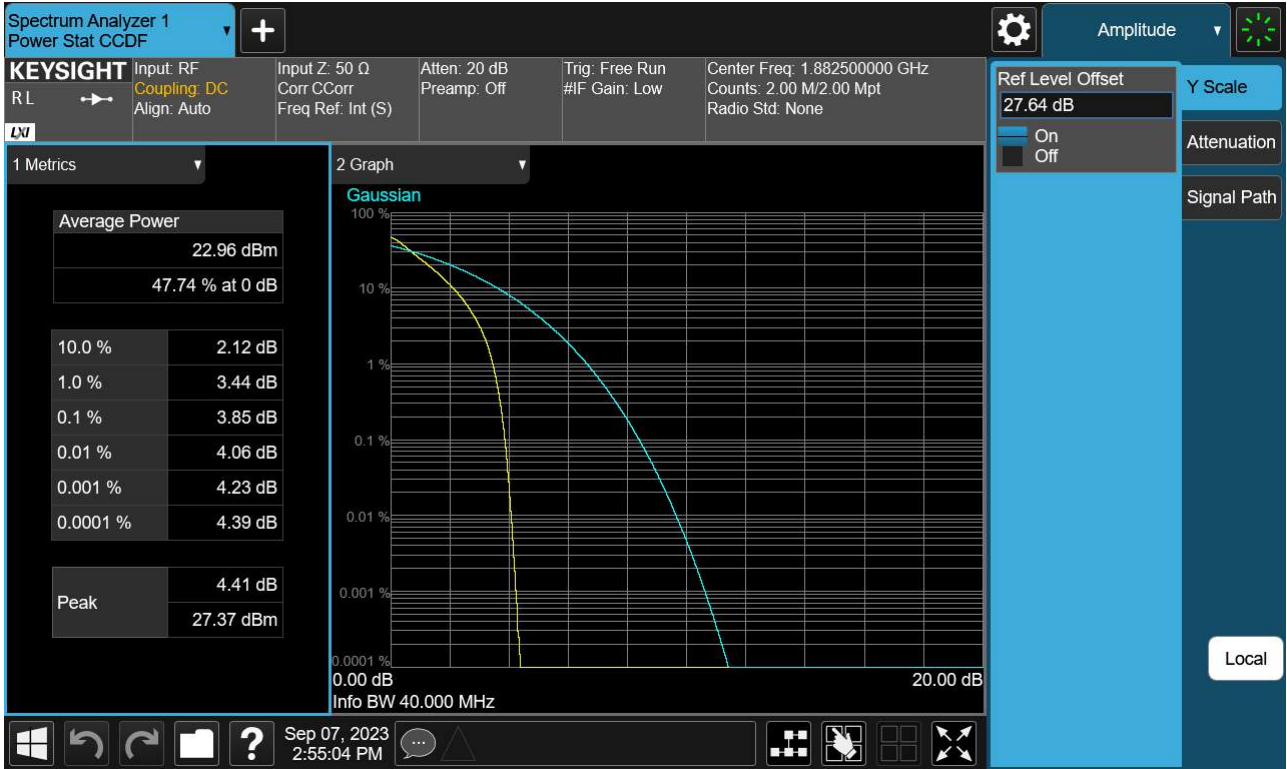 Spectrum Analyzer 1
Power Stat CCDF
+
Amplitude
KEYSIGHT
R L
LXI
Input: RF
Coupling: DC
Align: Auto
Input Z: 50 Ω
Corr CCorr
Freq Ref: Int (S)
Atten: 20 dB
Preamp: Off
Trig: Free Run
#IF Gain: Low
Center Freq: 1.882500000 GHz
Counts: 2.00 M/2.00 Mpt
Radio Std: None
Ref Level Offset
27.64 dB
On
Off
Y Scale
Attenuation
Signal Path
Local
1 Metrics
Average Power
22.96 dBm
47.74 % at 0 dB
10.0 % 2.12 dB
1.0 % 3.44 dB
0.1 % 3.85 dB
0.01 % 4.06 dB
0.001 % 4.23 dB
0.0001 % 4.39 dB
Peak
4.41 dB
27.37 dBm
2 Graph
Gaussian
100 %
10 %
1 %
0.1 %
0.01 %
0.001 %
0.0001 %
0.00 dB 20.00 dB
Info BW 40.000 MHz
?
Sep 07, 2023
2:55:04 PM